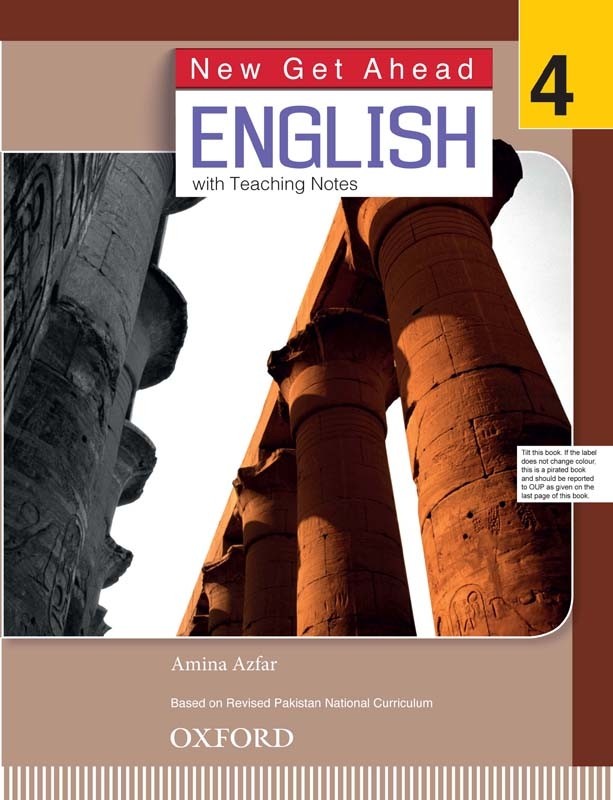 New Get Ahead
4
ENGLISH
with Teaching Notes
Tilt this book. If the label
does not change colour,
this is a pirated book
and should be reported
to OUP as given on the
last page of this book.
Amina Azfar
Based on Revised Pakistan National Curriculum
OXFORD